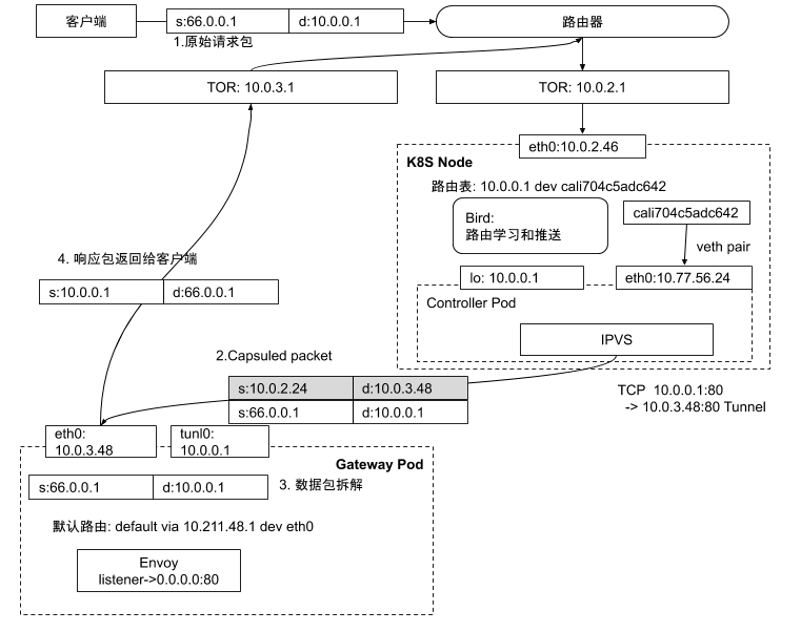 客户端
s:66.0.0.1
d:10.0.0.1
路由器
1.原始请求包
TOR: 10.0.3.1
TOR: 10.0.2.1
eth0:10.0.2.46
K8S Node
路由表: 10.0.0.1 dev cali704c5adc642
Bird:
路由学习和推送
cali704c5adc642
veth pair
4. 响应包返回给客户端
lo: 10.0.0.1
eth0:10.77.56.24
s:10.0.0.1
d:66.0.0.1
Controller Pod
IPVS
2.Capsuled packet
s:10.0.2.24
d:10.0.3.48
s:66.0.0.1
d:10.0.0.1
TCP 10.0.0.1:80
-> 10.0.3.48:80 Tunnel
eth0:
10.0.3.48
tunl0:
10.0.0.1
Gateway Pod
s:66.0.0.1
d:10.0.0.1
3. 数据包拆解
默认路由: default via 10.211.48.1 dev eth0
Envoy
listener->0.0.0.0:80